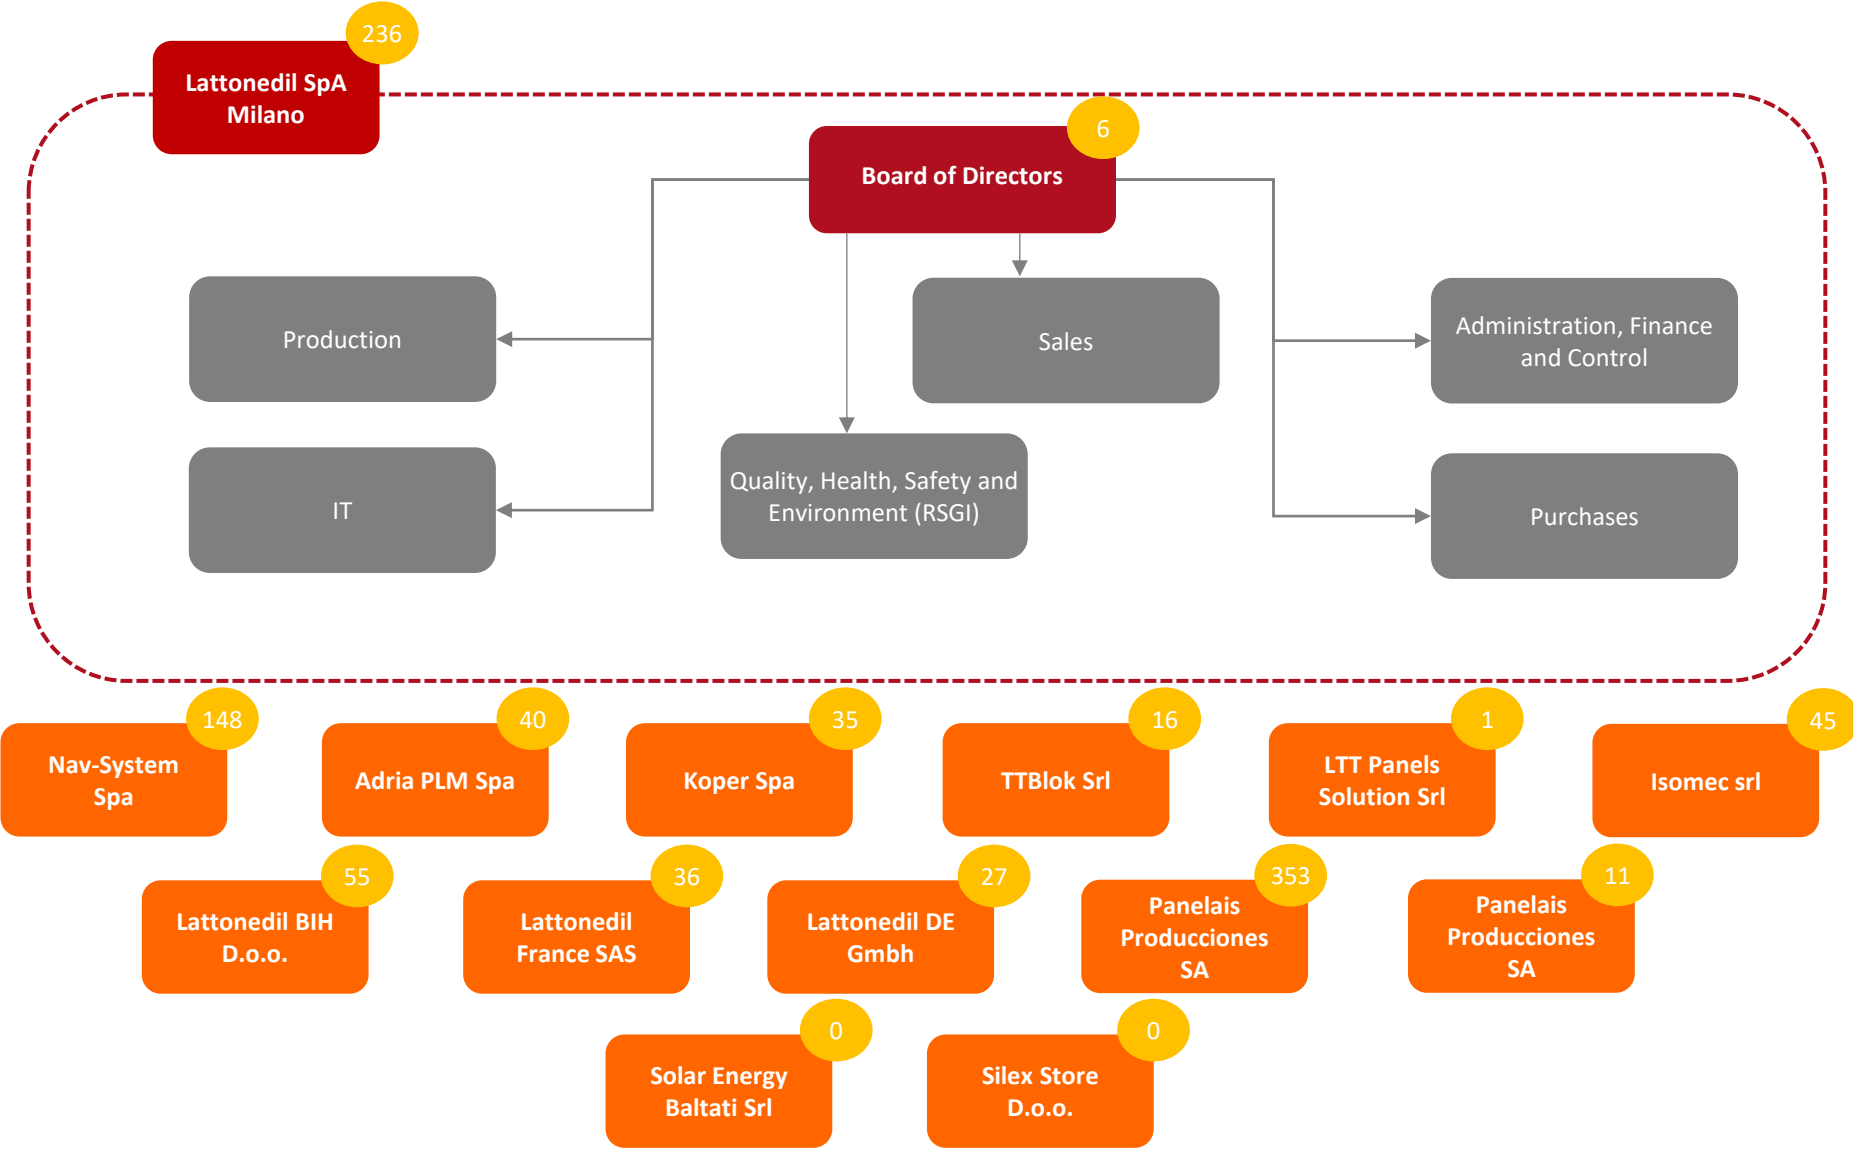 236
Lattonedil SpA
Milano
6
Board of Directors
Production
Sales
Administration, Finance
and Control
IT
Quality, Health, Safety and
Environment (RSGI)
Purchases
148
Nav-System
Spa
40
Adria PLM Spa
35
Koper Spa
16
TTBlok Srl
1
LTT Panels
Solution Srl
45
Isomec srl
55
Lattonedil BIH
D.o.o.
36
Lattonedil
France SAS
27
Lattonedil DE
Gmbh
353
Panelais
Producciones
SA
11
Panelais
Producciones
SA
0
Solar Energy
Baltati Srl
0
Silex Store
D.o.o.